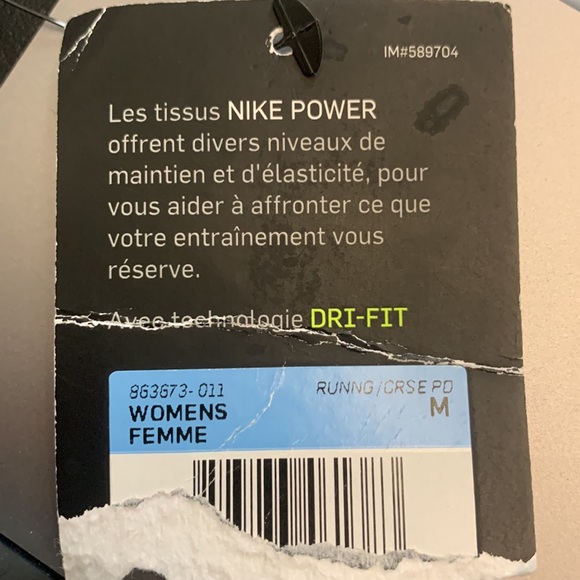 IM#589704
Les tissus NIKE POWER
offrent divers niveaux de
maintien et d'élasticité, pour
vous aider à affronter ce que
votre entraînement vous
réserve.
Avec technologie DRI-FIT
863673-011 RUNNG/CRSE PD
WOMENS M
FEMME